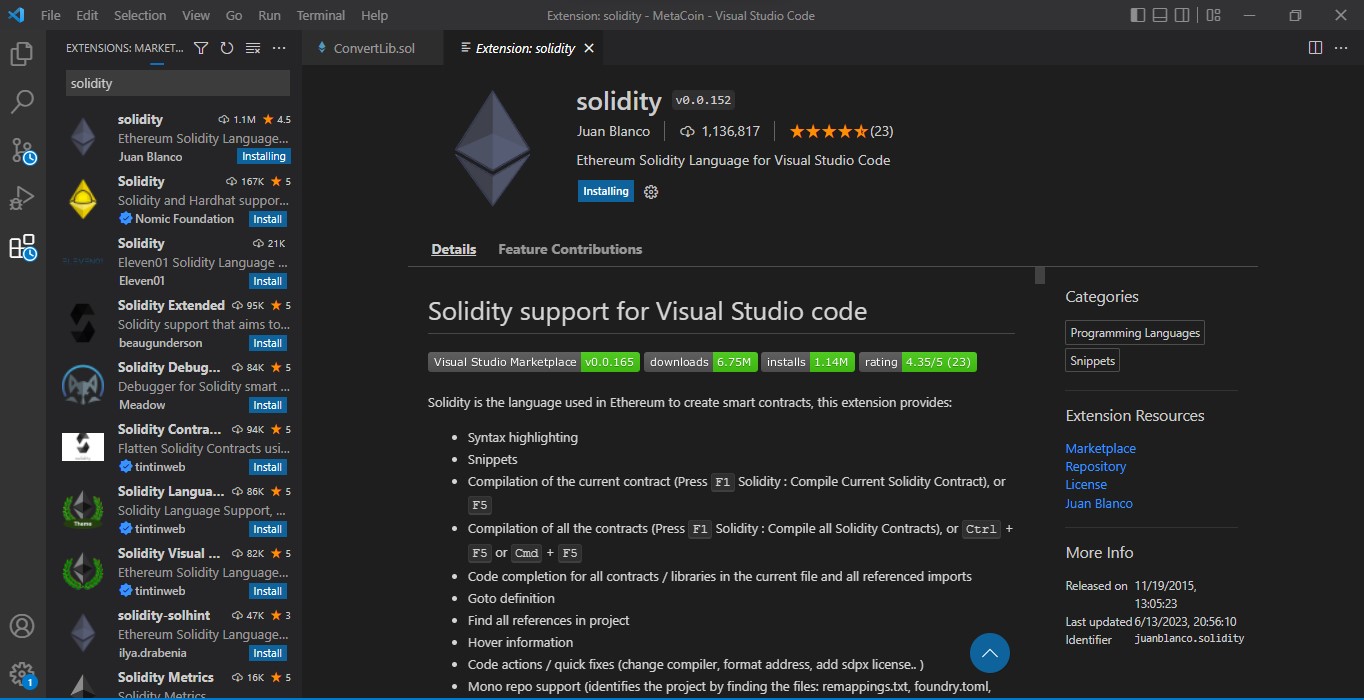 File Edit Selection View Go Run Terminal Help
Extension: solidity - MetaCoin - Visual Studio Code
EXTENSIONS: MARKET...
solidity
solidity 1.1M 4.5
Ethereum Solidity Language...
Juan Blanco Installing
Solidity 167K 5
Solidity and Hardhat suppor...
Nomic Foundation Install
Solidity 21K
Eleven01 Solidity Language ...
Eleven01 Install
Solidity Extended 95K 5
Solidity support that aims to...
beaugunderson Install
Solidity Debug... 84K 5
Debugger for Solidity smart ...
Meadow Install
Solidity Contra... 94K 5
Flatten Solidity Contracts usi...
tintinweb Install
Solidity Langua... 86K 5
Solidity Language Support, ...
Theme
tintinweb Install
Solidity Visual ... 82K 5
Ethereum Solidity Language...
tintinweb Install
solidity-solhint 47K 3
Ethereum Solidity Language...
ilya.drabenia Install
Solidity Metrics 16K 5
Solidity Metrics
1
ConvertLib.sol
Extension: solidity
solidity v0.0.152
Juan Blanco 1,136,817 (23)
Ethereum Solidity Language for Visual Studio Code
Installing
Details Feature Contributions
Solidity support for Visual Studio code
Visual Studio Marketplace v0.0.165 downloads 6.75M installs 1.14M rating 4.35/5 (23)
Solidity is the language used in Ethereum to create smart contracts, this extension provides:
• Syntax highlighting
• Snippets
• Compilation of the current contract (Press F1 Solidity : Compile Current Solidity Contract), or
F5
• Compilation of all the contracts (Press F1 Solidity : Compile all Solidity Contracts), or Ctrl +
F5 or Cmd + F5
• Code completion for all contracts / libraries in the current file and all referenced imports
• Goto definition
• Find all references in project
• Hover information
• Code actions / quick fixes (change compiler, format address, add sdpx license.. )
• Mono repo support (identifies the project by finding the files: remappings.txt, foundry.toml,
Categories
Programming Languages
Snippets
Extension Resources
Marketplace
Repository
License
Juan Blanco
More Info
Released on 11/19/2015,
13:05:23
Last updated 6/13/2023, 20:56:10
Identifier juanblanco.solidity